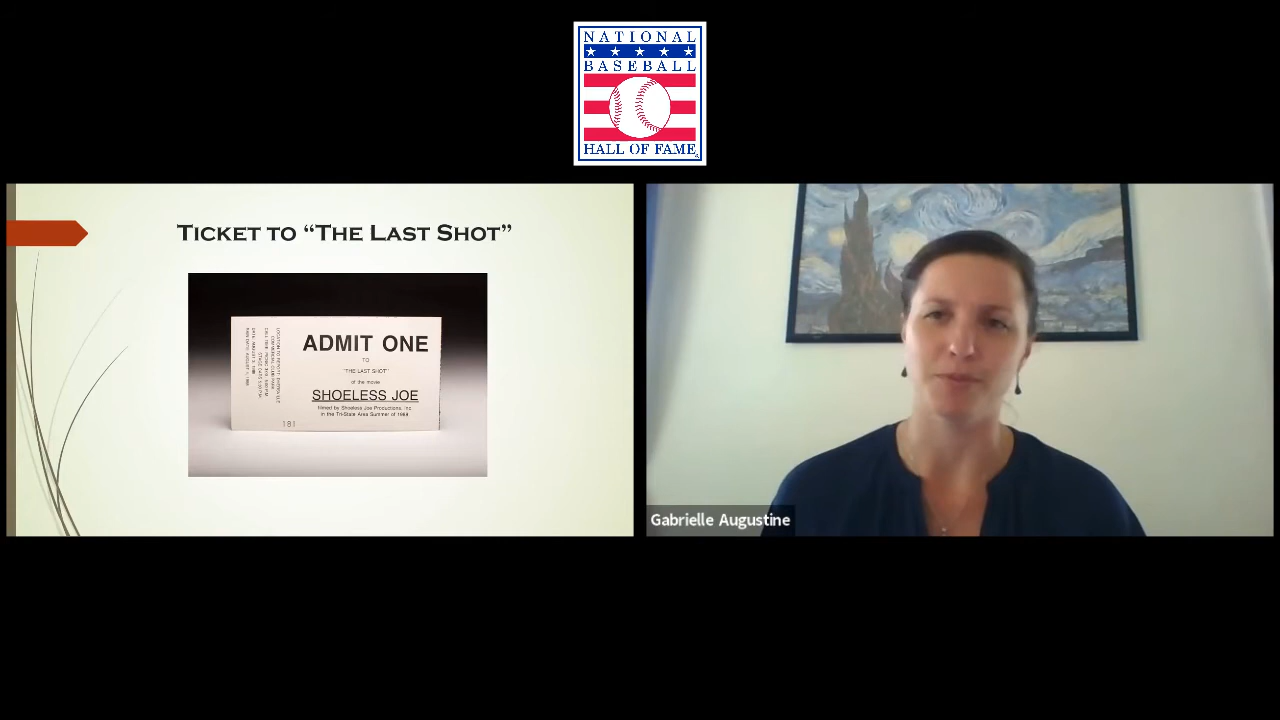 NATIONAL
BASEBALL
HALL OF FAME
TICKET TO “THE LAST SHOT”
ADMIT ONE
TO
"THE LAST SHOT"
of the movie
SHOELESS JOE
filmed by Shoeless Joe Productions, Inc.
in the Tri-State Area Summer of 1988
181
Gabrielle Augustine